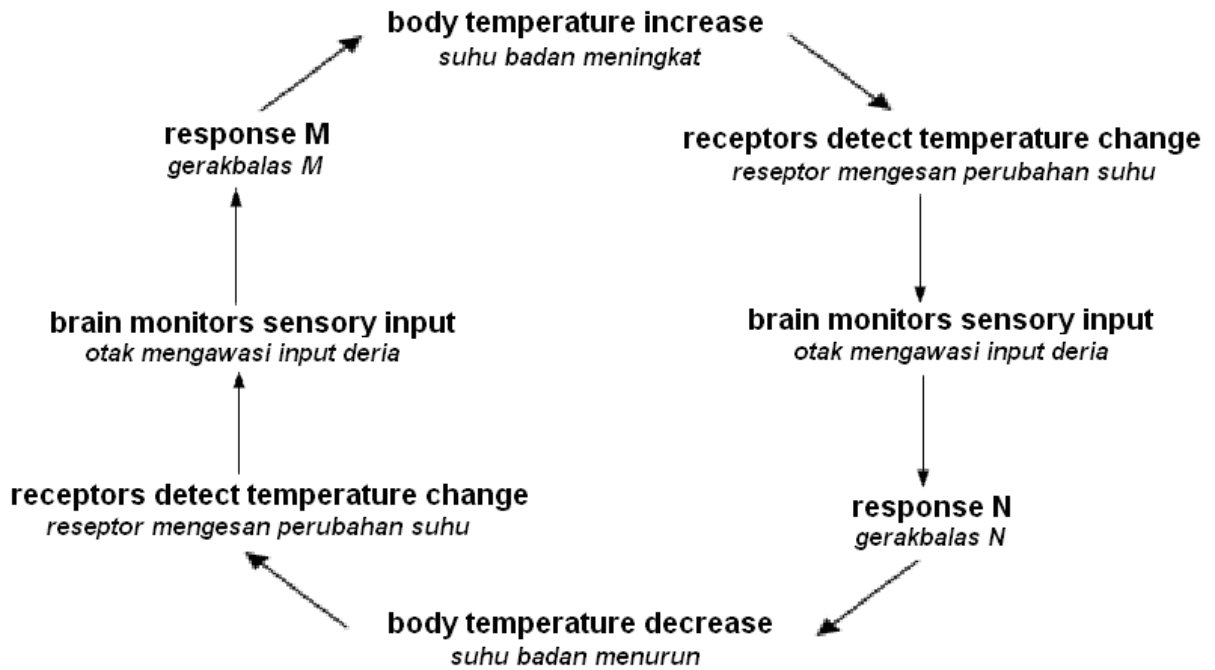 body temperature increase
suhu badan meningkat
receptors detect temperature change
reseptor mengesan perubahan suhu
brain monitors sensory input
otak mengawasi input deria
response N
gerakbalas N
body temperature decrease
suhu badan menurun
receptors detect temperature change
reseptor mengesan perubahan suhu
brain monitors sensory input
otak mengawasi input deria
response M
gerakbalas M